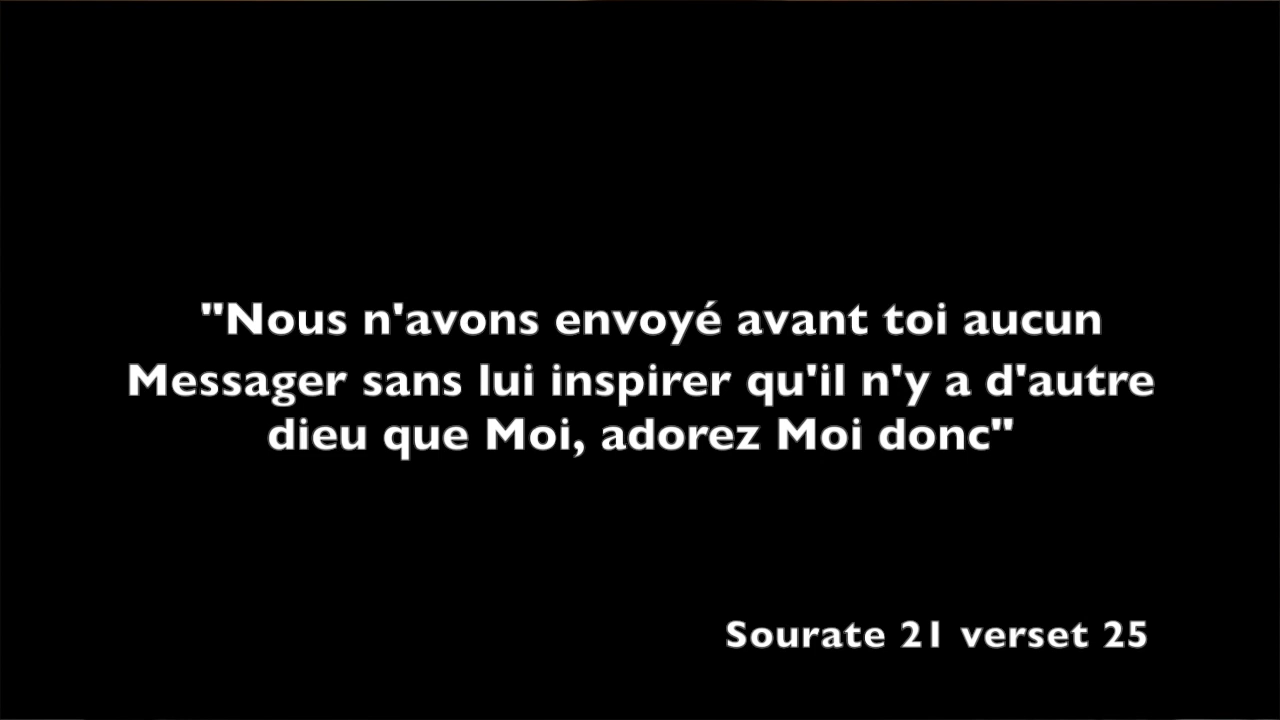 "Nous n'avons envoyé avant toi aucun
Messager sans lui inspirer qu'il n'y a d'autre
dieu que Moi, adorez Moi donc"
Sourate 21 verset 25